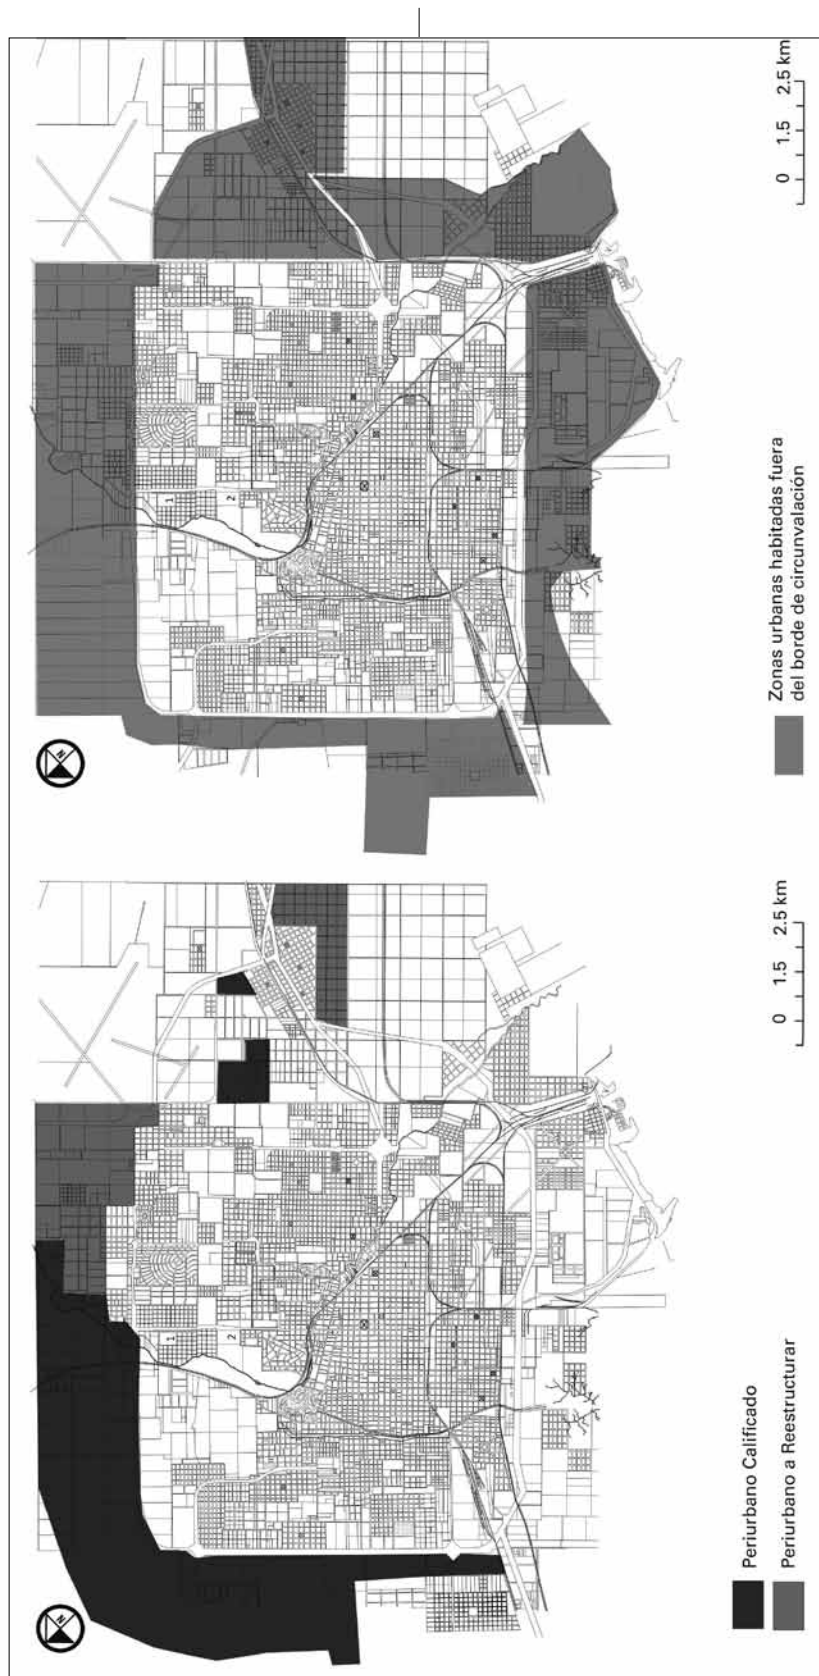 Periurbano Calificado
Periurbano a Reestructurar
0 1.5 2.5 km
1
2
N
Zonas urbanas habitadas fuera
del borde de circunvalación
0 1.5 2.5 km
1
2
N